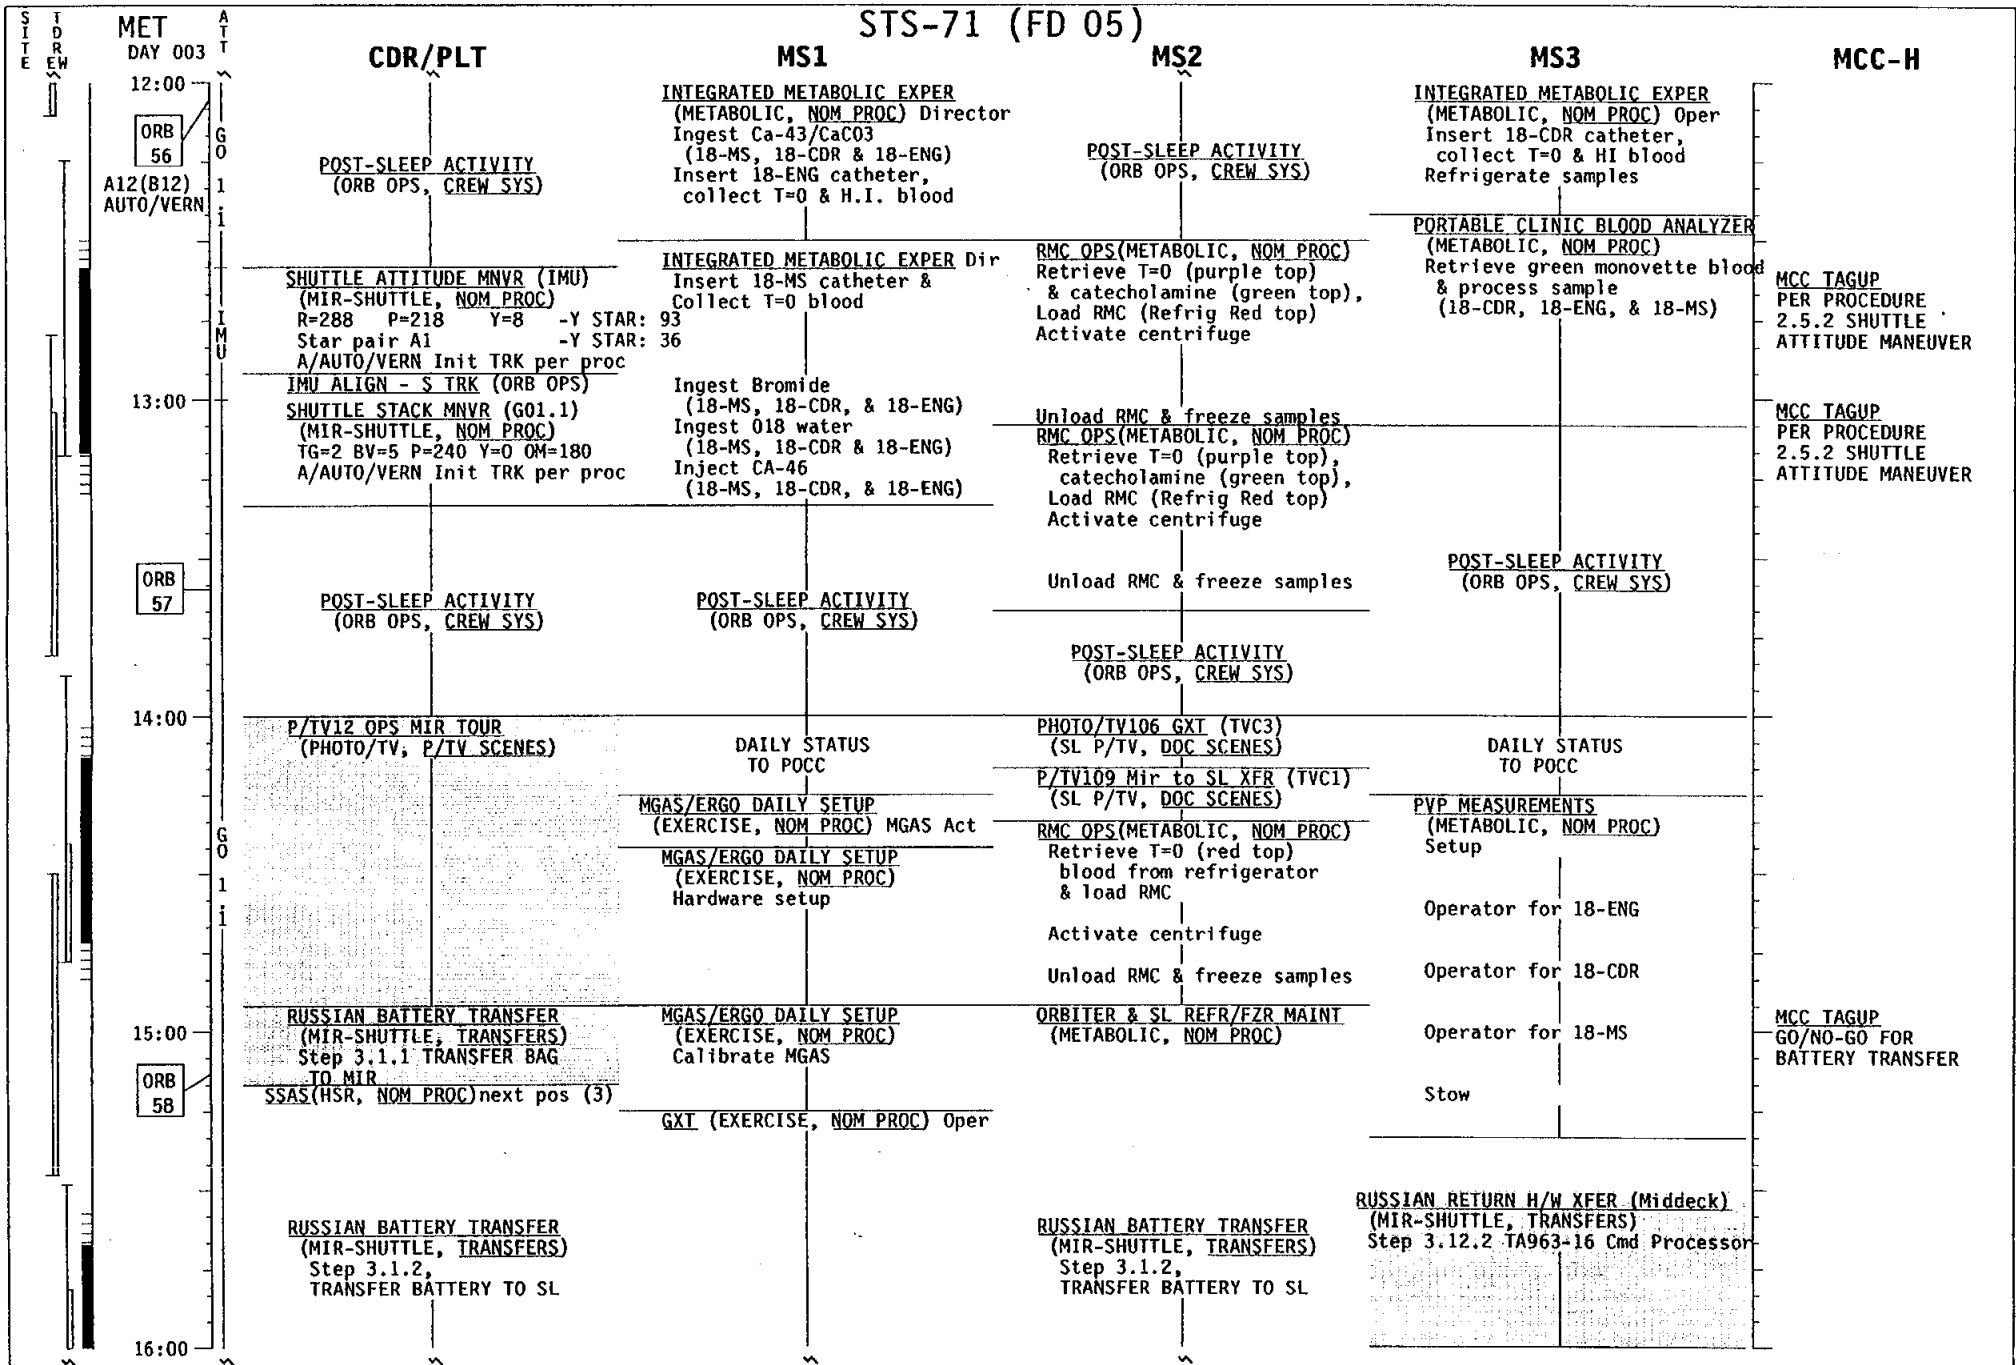 STS-71 (FD 05)
SITE
TDREW
MET
DAY 003
ATT
CDR/PLT
MS1
MS2
MS3
MCC-H
12:00
ORB
56
A12(B12)
AUTO/VERN
13:00
ORB
57
14:00
15:00
ORB
58
16:00
GO 1.1
IMU
GO 1.1
POST-SLEEP ACTIVITY
(ORB OPS, CREW SYS)
SHUTTLE ATTITUDE MNVR (IMU)
(MIR-SHUTTLE, NOM PROC)
R=288 P=218 Y=8 -Y STAR: 93
Star pair A1 -Y STAR: 36
A/AUTO/VERN Init TRK per proc
IMU ALIGN - S TRK (ORB OPS)
SHUTTLE STACK MNVR (G01.1)
(MIR-SHUTTLE, NOM PROC)
TG=2 BV=5 P=240 Y=0 OM=180
A/AUTO/VERN Init TRK per proc
POST-SLEEP ACTIVITY
(ORB OPS, CREW SYS)
P/TV12 OPS MIR TOUR
(PHOTO/TV, P/TV SCENES)
RUSSIAN BATTERY TRANSFER
(MIR-SHUTTLE, TRANSFERS)
Step 3.1.1 TRANSFER BAG
TO MIR
SSAS(HSR, NOM PROC)next pos (3)
RUSSIAN BATTERY TRANSFER
(MIR-SHUTTLE, TRANSFERS)
Step 3.1.2,
TRANSFER BATTERY TO SL
INTEGRATED METABOLIC EXPER
(METABOLIC, NOM PROC) Director
Ingest Ca-43/CaCO3
(18-MS, 18-CDR & 18-ENG)
Insert 18-ENG catheter,
collect T=0 & H.I. blood
INTEGRATED METABOLIC EXPER Dir
Insert 18-MS catheter &
Collect T=0 blood
Ingest Bromide
(18-MS, 18-CDR, & 18-ENG)
Ingest O18 water
(18-MS, 18-CDR & 18-ENG)
Inject CA-46
(18-MS, 18-CDR, & 18-ENG)
POST-SLEEP ACTIVITY
(ORB OPS, CREW SYS)
DAILY STATUS
TO POCC
MGAS/ERGO DAILY SETUP
(EXERCISE, NOM PROC) MGAS Act
MGAS/ERGO DAILY SETUP
(EXERCISE, NOM PROC)
Hardware setup
MGAS/ERGO DAILY SETUP
(EXERCISE, NOM PROC)
Calibrate MGAS
GXT (EXERCISE, NOM PROC) Oper
POST-SLEEP ACTIVITY
(ORB OPS, CREW SYS)
RMC OPS(METABOLIC, NOM PROC)
Retrieve T=0 (purple top)
& catecholamine (green top),
Load RMC (Refrig Red top)
Activate centrifuge
Unload RMC & freeze samples
RMC OPS(METABOLIC, NOM PROC)
Retrieve T=0 (purple top),
catecholamine (green top),
Load RMC (Refrig Red top)
Activate centrifuge
Unload RMC & freeze samples
POST-SLEEP ACTIVITY
(ORB OPS, CREW SYS)
PHOTO/TV106 GXT (TVC3)
(SL P/TV, DOC SCENES)
P/TV109 Mir to SL XFR (TVC1)
(SL P/TV, DOC SCENES)
RMC OPS(METABOLIC, NOM PROC)
Retrieve T=0 (red top)
blood from refrigerator
& load RMC
Activate centrifuge
Unload RMC & freeze samples
ORBITER & SL REFR/FZR MAINT
(METABOLIC, NOM PROC)
RUSSIAN BATTERY TRANSFER
(MIR-SHUTTLE, TRANSFERS)
Step 3.1.2,
TRANSFER BATTERY TO SL
INTEGRATED METABOLIC EXPER
(METABOLIC, NOM PROC) Oper
Insert 18-CDR catheter,
collect T=0 & HI blood
Refrigerate samples
PORTABLE CLINIC BLOOD ANALYZER
(METABOLIC, NOM PROC)
Retrieve green monovette blood
& process sample
(18-CDR, 18-ENG, & 18-MS)
POST-SLEEP ACTIVITY
(ORB OPS, CREW SYS)
DAILY STATUS
TO POCC
PVP MEASUREMENTS
(METABOLIC, NOM PROC)
Setup
Operator for 18-ENG
Operator for 18-CDR
Operator for 18-MS
Stow
RUSSIAN RETURN H/W XFER (Middeck)
(MIR-SHUTTLE, TRANSFERS)
Step 3.12.2 TA963-16 Cmd Processor
MCC TAGUP
PER PROCEDURE
2.5.2 SHUTTLE
ATTITUDE MANEUVER
MCC TAGUP
PER PROCEDURE
2.5.2 SHUTTLE
ATTITUDE MANEUVER
MCC TAGUP
GO/NO-GO FOR
BATTERY TRANSFER